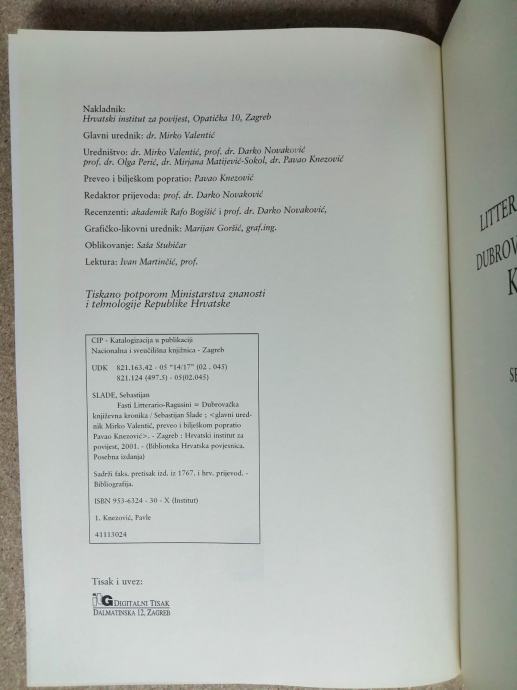 Nakladnik:
Hrvatski institut za povijest, Opatička 10, Zagreb
Glavni urednik: dr. Mirko Valentić
Uredništvo: dr. Mirko Valentić, prof. dr. Darko Novaković
prof. dr. Olga Perić, dr. Mirjana Matijević-Sokol, dr. Pavao Knezović
Preveo i bilješkom popratio: Pavao Knezović
Redaktor prijevoda: prof. dr. Darko Novaković
Recenzenti: akademik Rafo Bogišić i prof. dr. Darko Novaković,
Grafičko-likovni urednik: Marijan Goršić, graf.ing.
Oblikovanje: Saša Stubičar
Lektura: Ivan Martinčić, prof.
Tiskano potporom Ministarstva znanosti
i tehnologije Republike Hrvatske
CIP - Katalogizacija u publikaciji
Nacionalna i sveučilišna knjižnica - Zagreb
UDK 821.163.42 - 05 "14/17" (02 . 045)
821.124 (497.5) - 05(02.045)
SLADE, Sebastijan
Fasti Litterario-Ragusini = Dubrovačka
književna kronika / Sebastijan Slade ; <glavni ured-
nik Mirko Valentić, preveo i bilješkom popratio
Pavao Knezović>. - Zagreb : Hrvatski institut za
povijest, 2001. - (Biblioteka Hrvatska povjesnica.
Posebna izdanja)
Sadrži faks. pretisak izd. iz 1767. i hrv. prijevod. -
Bibliografija.
ISBN 953-6324 - 30 - X (Institut)
1. Knezović, Pavle
41113024
Tisak i uvez:
DIGITALNI TISAK
DALMATINSKA 12, ZAGREB
LITTERA
DUBROV
K
SE